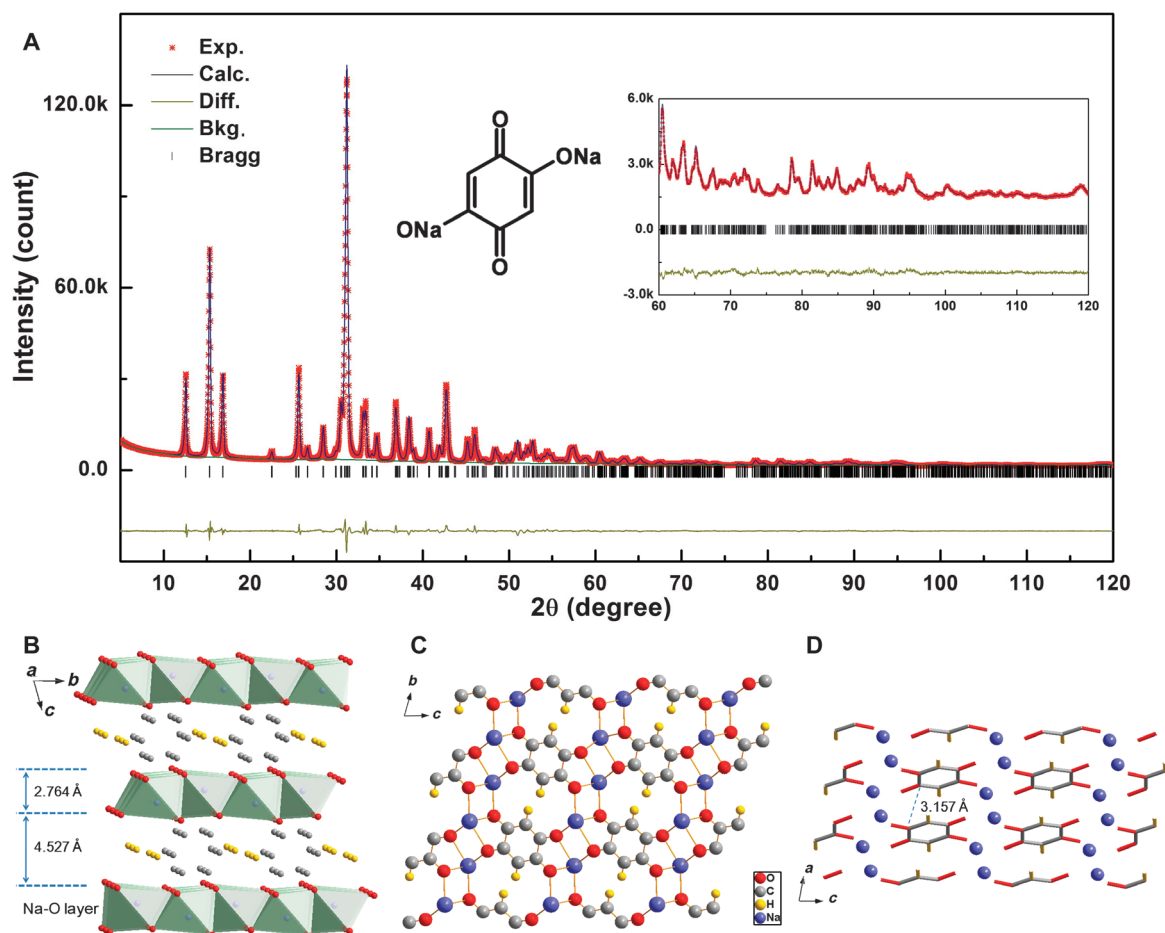 A
Exp.
Calc.
Diff.
Bkg.
Bragg
Intensity (count)
120.0k
60.0k
0.0
10 20 30 40 50 60 70 80 90 100 110 120
2θ (degree)
O
ONa
ONa
O
6.0k
3.0k
0.0
-3.0k
60 70 80 90 100 110 120
B
a
b
c
2.764 Å
4.527 Å
Na-O layer
C
b
c
O
C
H
Na
D
3.157 Å
a
c